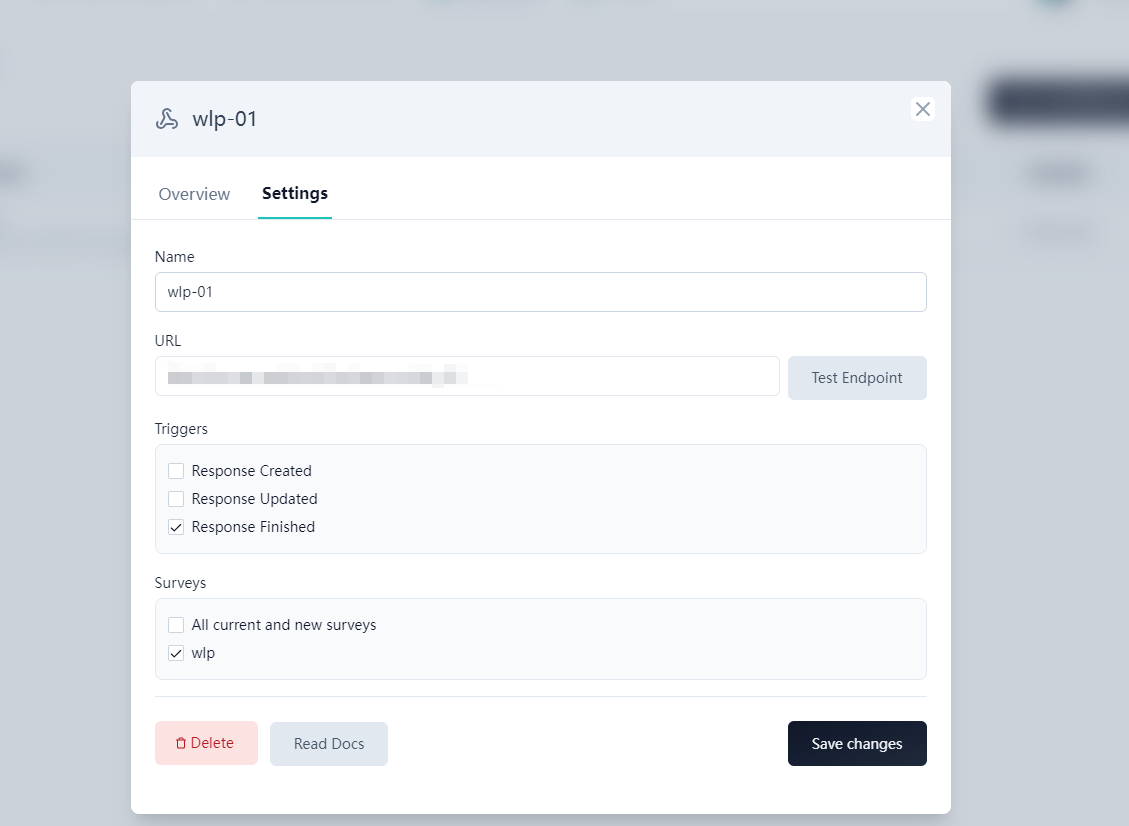 wlp-01
Overview Settings
Name
wlp-01
URL
Test Endpoint
Triggers
Response Created
Response Updated
Response Finished
Surveys
All current and new surveys
wlp
Delete Read Docs Save changes